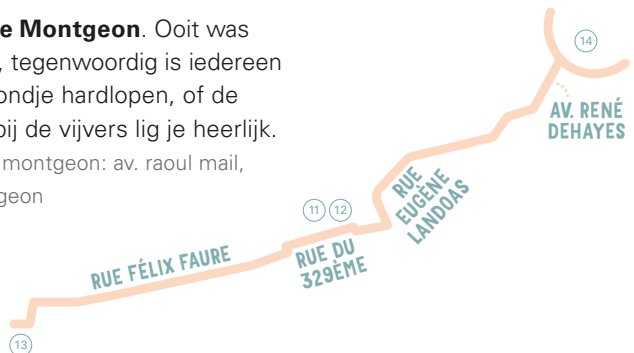 e Montgeon. Ooit was
, tegenwoordig is iedereen
ondje hardlopen, of de
bij de vijvers lig je heerlijk.
montgeon: av. raoul mail,
geon
14
AV. RENÉ
DEHAYES
RUE
EUGÈNE
LANDOAS
11 12
RUE DU
329ÈME
RUE FÉLIX FAURE
13